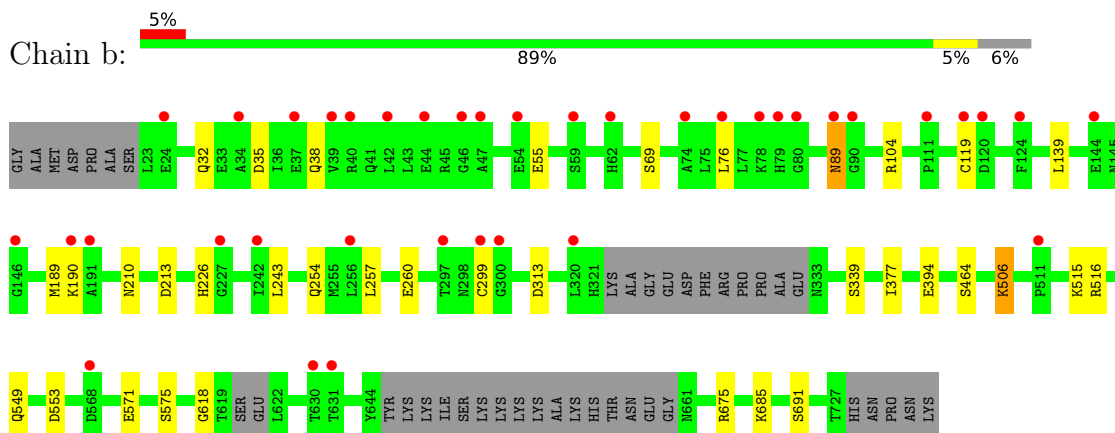 5%
Chain b:
89% 5% 6%
GLY ALA MET ASP PRO ALA SER L23 E24 Q32 E33 A34 D35 I36 E37 Q38 V39 R40 Q41 L42 L43 E44 R45 G46 A47 E54 E55 S59 H62 S69 A74 L75 L76 L77 K78 H79 G80 N89 G90 R104 P111 C119 D120 F124 L139 E144 N145
G146 M189 K190 A191 N210 D213 H226 G227 I242 L243 Q254 M255 L256 L257 E260 T297 N298 C299 G300 D313 L320 H321 LYS ALA GLY GLU ASP PHE ARG PRO PRO ALA GLU N333 S339 I377 E394 S464 K506 P511 K515 R516
Q549 D553 D568 E571 S575 G618 T619 SER GLU L622 T630 T631 Y644 TYR LYS LYS ILE SER LYS LYS LYS LYS ALA LYS HIS THR ASN GLU GLY N661 R675 K685 S691 T727 HIS ASN PRO ASN LYS